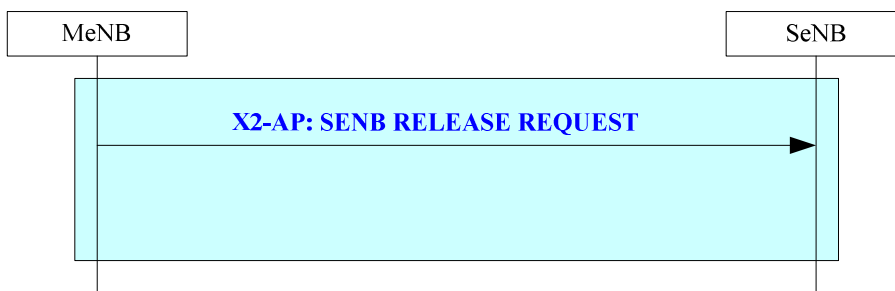 MeNB
SeNB
X2-AP: SENB RELEASE REQUEST